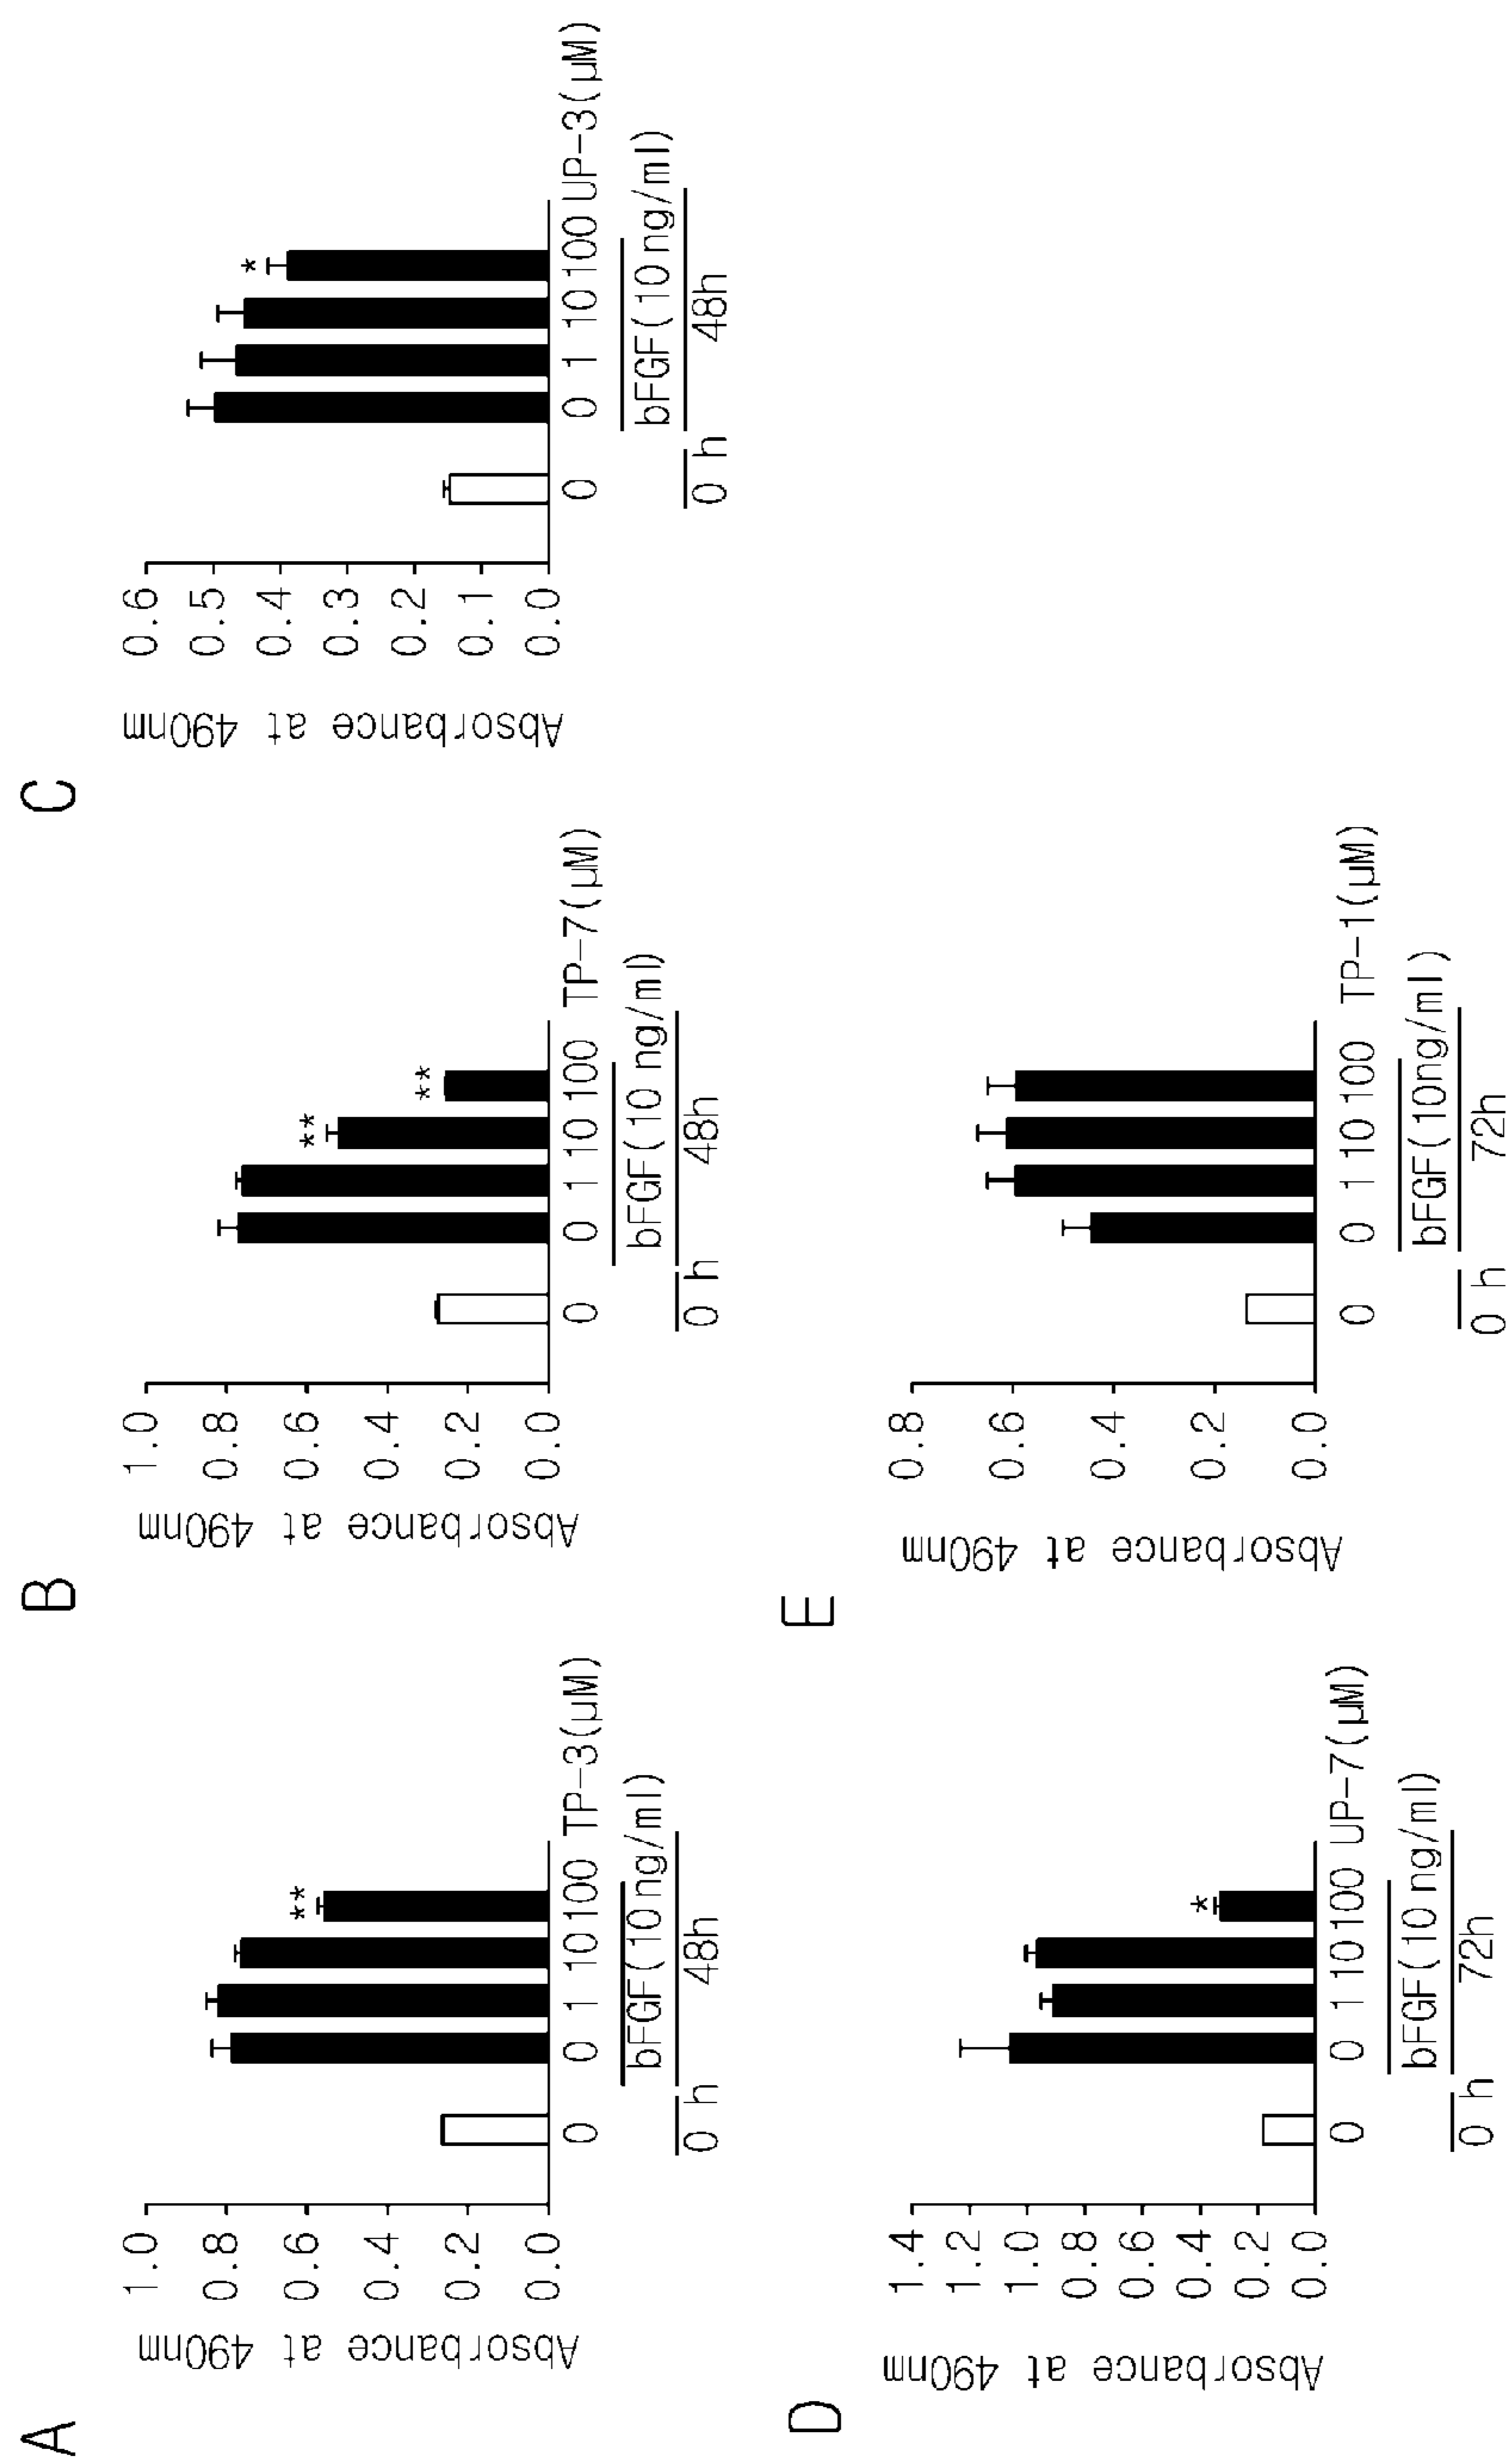 A
Absorbance at 490nm
1.0
0.8
0.6
0.4
0.2
0.0
**
0 0 1 10 100 TP-3(μM)
bFGF(10 ng/ml)
0 h 48h
B
Absorbance at 490nm
1.0
0.8
0.6
0.4
0.2
0.0
**
**
0 0 1 10 100 TP-7(μM)
bFGF(10 ng/ml)
0 h 48h
C
Absorbance at 490nm
0.6
0.5
0.4
0.3
0.2
0.1
0.0
*
0 0 1 10 100 UP-3(μM)
bFGF(10 ng/ml)
0 h 48h
D
Absorbance at 490nm
1.4
1.2
1.0
0.8
0.6
0.4
0.2
0.0
*
0 0 1 10 100 UP-7(μM)
bFGF(10 ng/ml)
0 h 72h
E
Absorbance at 490nm
0.8
0.6
0.4
0.2
0.0
0 0 1 10 100 TP-1(μM)
bFGF(10ng/ml)
0 h 72h